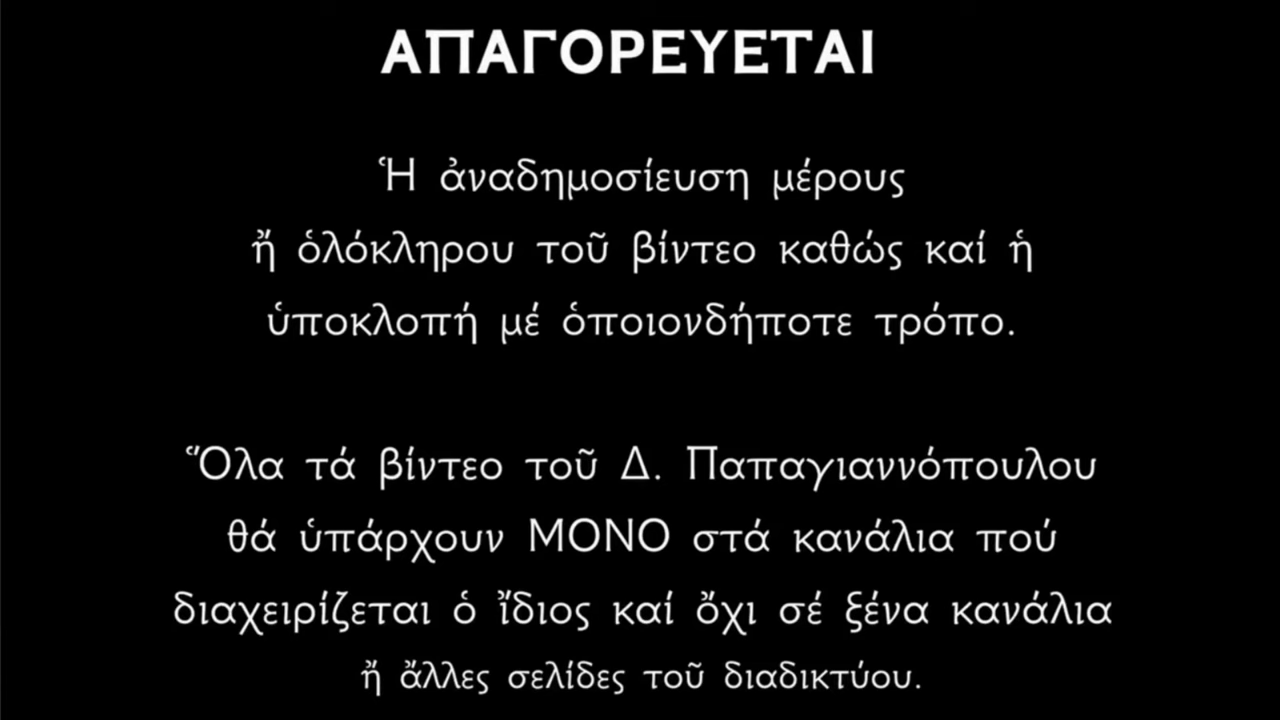 ΑΠΑΓΟΡΕΥΕΤΑΙ
Ἡ ἀναδημοσίευση μέρους
ἤ ὁλόκληρου τοῦ βίντεο καθώς καί ἡ
ὑποκλοπή μέ ὁποιονδήποτε τρόπο.
Ὅλα τά βίντεο τοῦ Δ. Παπαγιαννόπουλου
θά ὑπάρχουν ΜΟΝΟ στά κανάλια πού
διαχειρίζεται ὁ ἴδιος καί ὄχι σέ ξένα κανάλια
ἤ ἄλλες σελίδες τοῦ διαδικτύου.